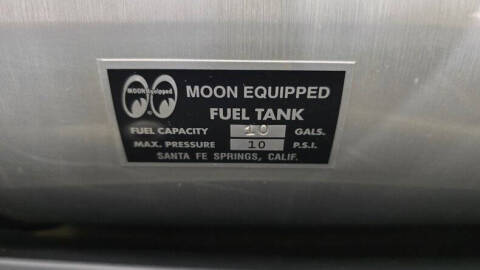 MOON Equipped
MOON EQUIPPED
FUEL TANK
FUEL CAPACITY 10 GALS.
MAX. PRESSURE 10 P.S.I.
SANTA FE SPRINGS, CALIF.